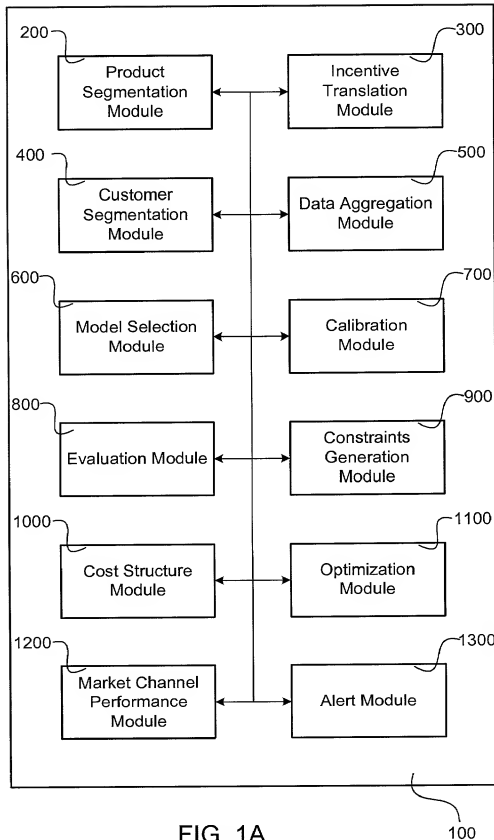 200
300
Product
Segmentation
Module
Incentive
Translation
Module
400
500
Customer
Segmentation
Module
Data Aggregation
Module
600
700
Model Selection
Module
Calibration
Module
800
900
Evaluation Module
Constraints
Generation
Module
1000
1100
Cost Structure
Module
Optimization
Module
1200
1300
Market Channel
Performance
Module
Alert Module
100
FIG. 1A